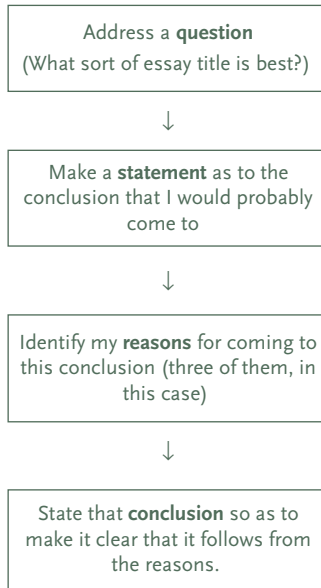 Address a question
(What sort of essay title is best?)
↓
Make a statement as to the
conclusion that I would probably
come to
↓
Identify my reasons for coming to
this conclusion (three of them, in
this case)
↓
State that conclusion so as to
make it clear that it follows from
the reasons.